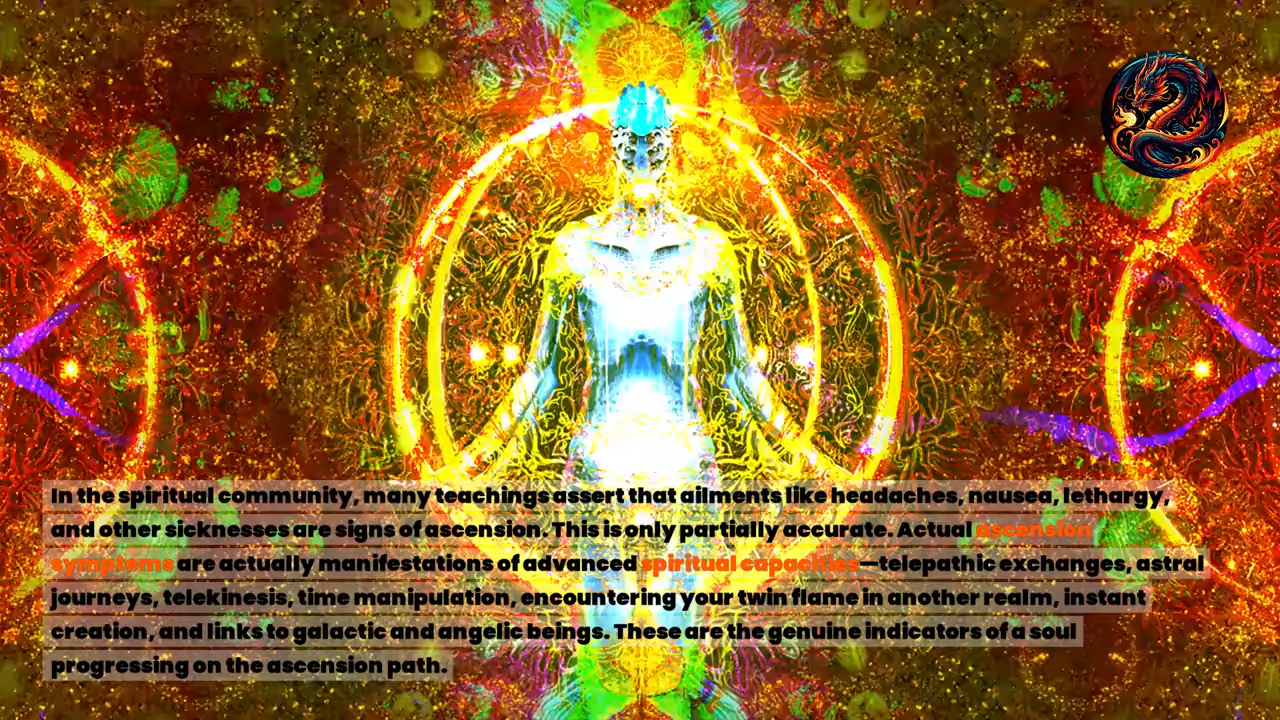 In the spiritual community, many teachings assert that ailments like headaches, nausea, lethargy,
and other sicknesses are signs of ascension. This is only partially accurate. Actual ascension
symptoms are actually manifestations of advanced spiritual capacities—telepathic exchanges, astral
journeys, telekinesis, time manipulation, encountering your twin flame in another realm, instant
creation, and links to galactic and angelic beings. These are the genuine indicators of a soul
progressing on the ascension path.